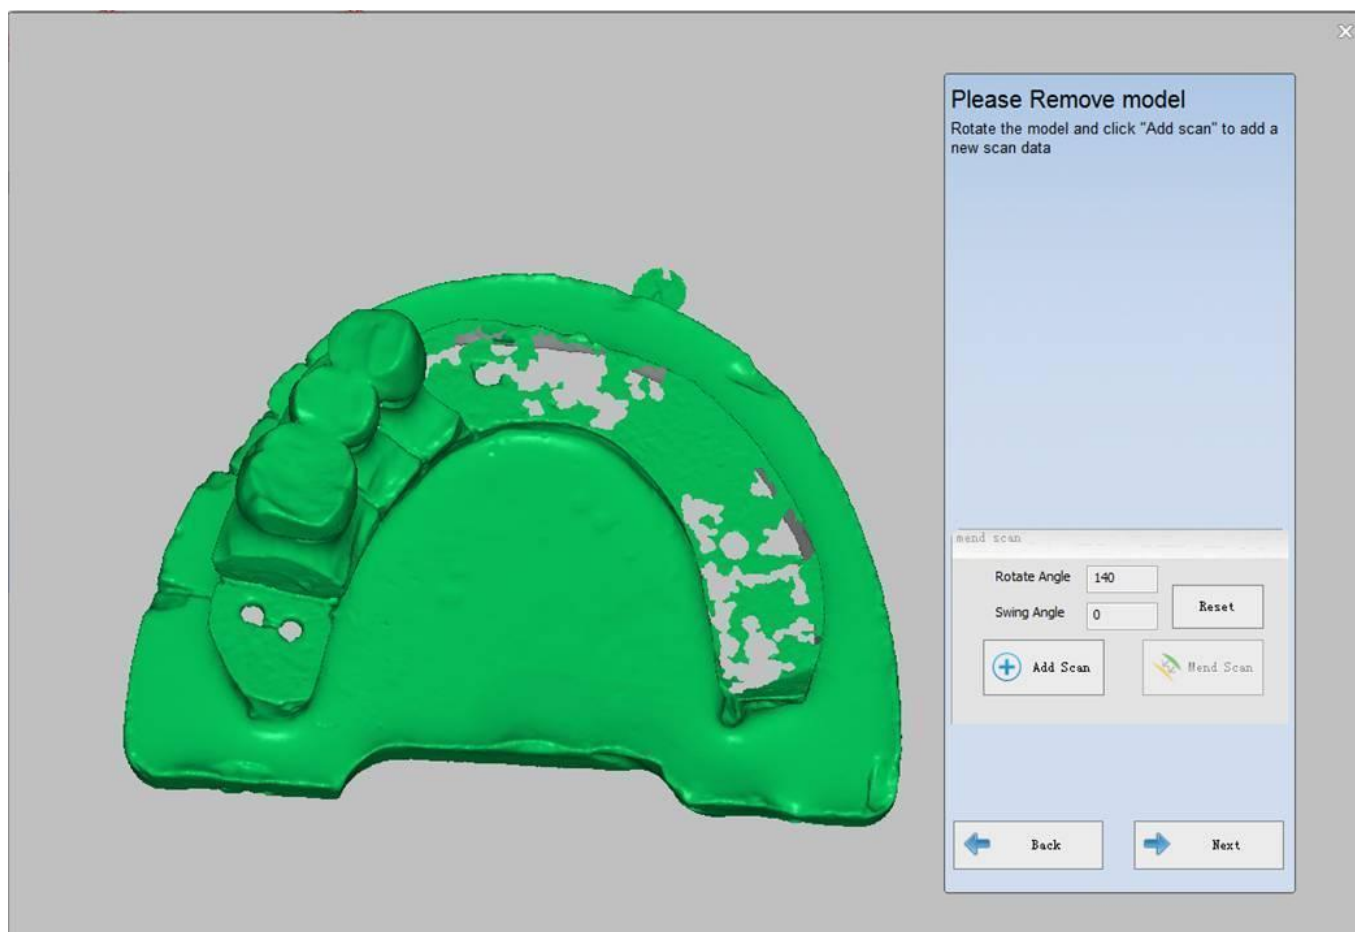 Please Remove model
Rotate the model and click "Add scan" to add a
new scan data
mend scan
Rotate Angle 140
Swing Angle 0
Reset
Add Scan
Mend Scan
Back
Next